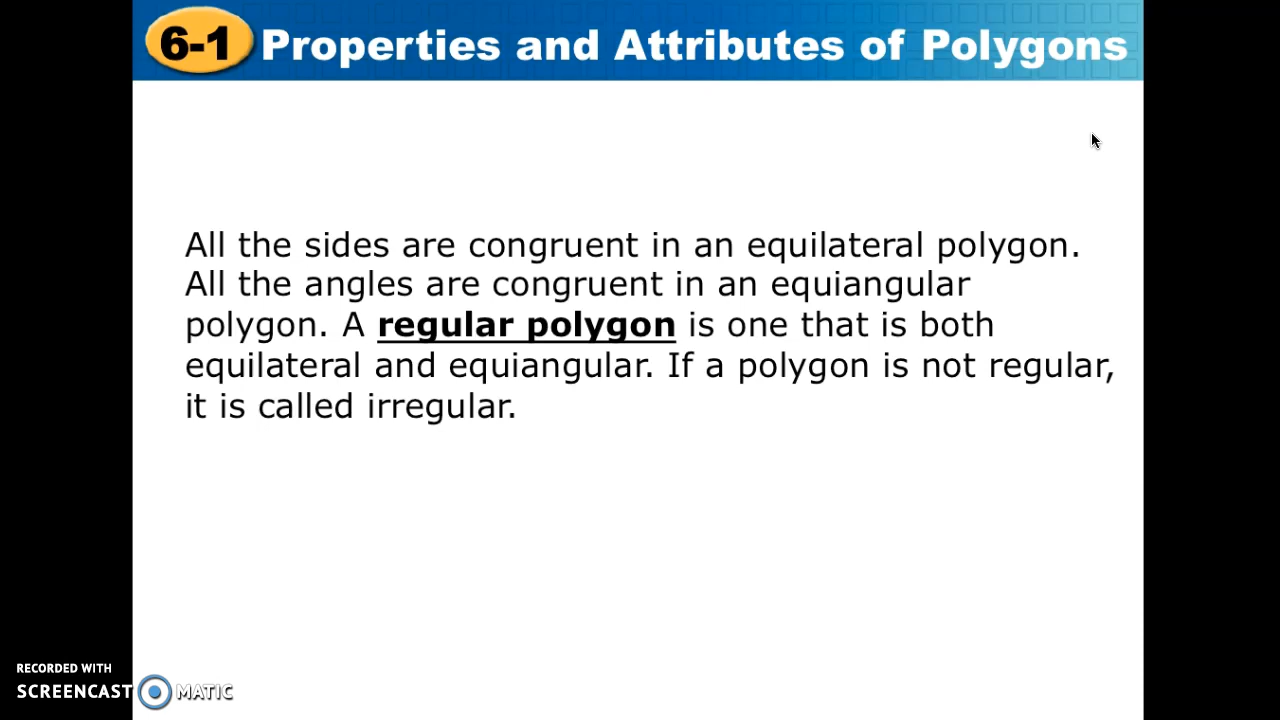 6-1 Properties and Attributes of Polygons
All the sides are congruent in an equilateral polygon.
All the angles are congruent in an equiangular
polygon. A regular polygon is one that is both
equilateral and equiangular. If a polygon is not regular,
it is called irregular.
RECORDED WITH
SCREENCAST MATIC